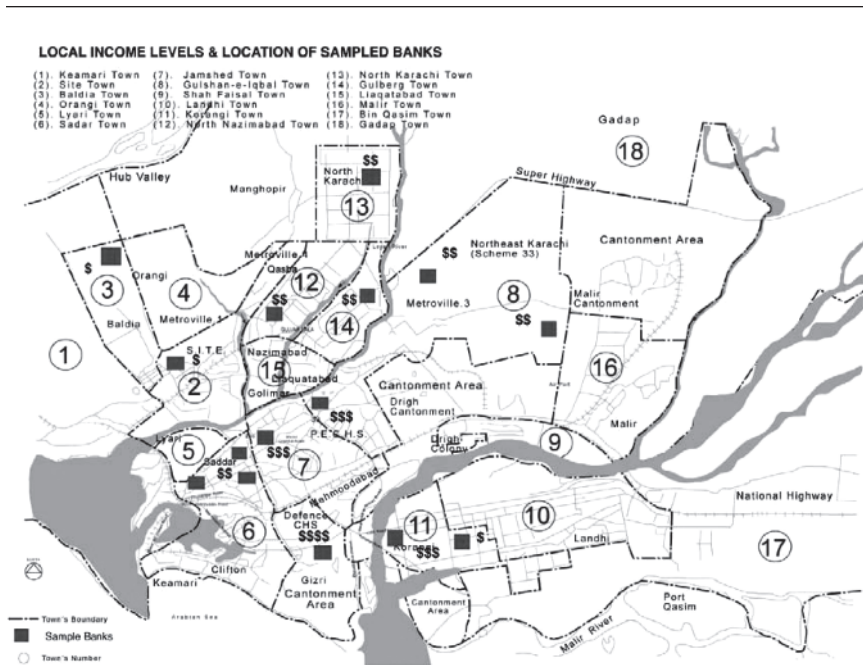 LOCAL INCOME LEVELS & LOCATION OF SAMPLED BANKS
(1). Keamari Town (7). Jamshed Town (13). North Karachi Town
(2). Site Town (8). Gulshan-e-Iqbal Town (14). Gulberg Town
(3). Baldia Town (9). Shah Faisal Town (15). Liaqatabad Town
(4). Orangi Town (10). Landhi Town (16). Malir Town
(5). Lyari Town (11). Korangi Town (17). Bin Qasim Town
(6). Sadar Town (12). North Nazimabad Town (18). Gadap Town
Gadap
18
Hub Valley
Manghopir
North Karachi
$$
13
Super Highway
Northeast Karachi
(Scheme 33)
$$
Cantonment Area
Metroville.3
8
$$
Malir
Cantonment
$
3
Orangi
Baldia
4
Metroville.1
Qasba
12
$$
$$
14
1
S.I.T.E.
$
2
Nazimabad
15
Liaquatabad
Golimar
16
Malir
Cantonment Area
Drigh
Cantonment
$$$
P.E.C.H.S.
Drigh
Colony
9
Lyari
5
Saddar
$$
$$$
7
Mehmoodabad
National Highway
6
Defence
CHS
$$$$
11
$$$
$
10
Landhi
17
Clifton
Keamari
Gizri
Cantonment
Area
Cantonment
Area
Port
Qasim
Malir River
Arabian Sea
Town's Boundary
Sample Banks
Town's Number